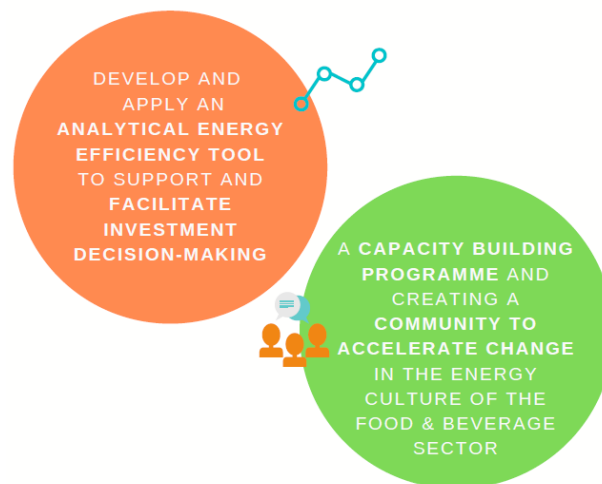 DEVELOP AND
APPLY AN
ANALYTICAL ENERGY
EFFICIENCY TOOL
TO SUPPORT AND
FACILITATE
INVESTMENT
DECISION-MAKING
A CAPACITY BUILDING
PROGRAMME AND
CREATING A
COMMUNITY TO
ACCELERATE CHANGE
IN THE ENERGY
CULTURE OF THE
FOOD & BEVERAGE
SECTOR